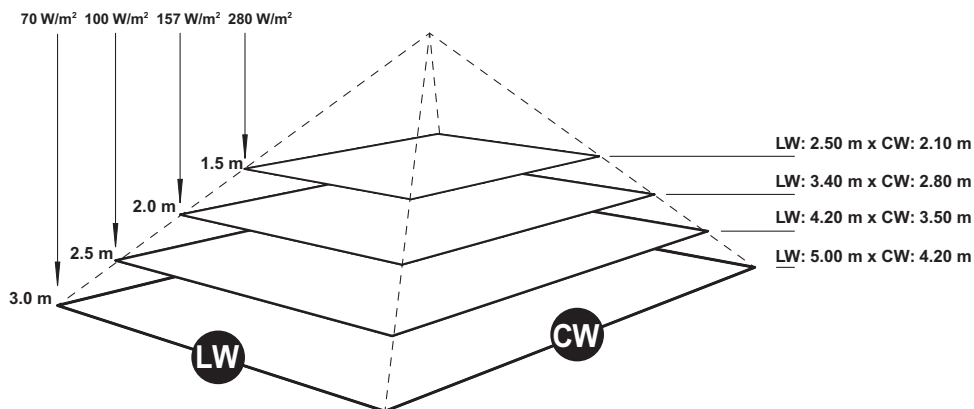 70 W/m² 100 W/m² 157 W/m² 280 W/m²
1.5 m
LW: 2.50 m x CW: 2.10 m
2.0 m
LW: 3.40 m x CW: 2.80 m
2.5 m
LW: 4.20 m x CW: 3.50 m
3.0 m
LW: 5.00 m x CW: 4.20 m
LW
CW